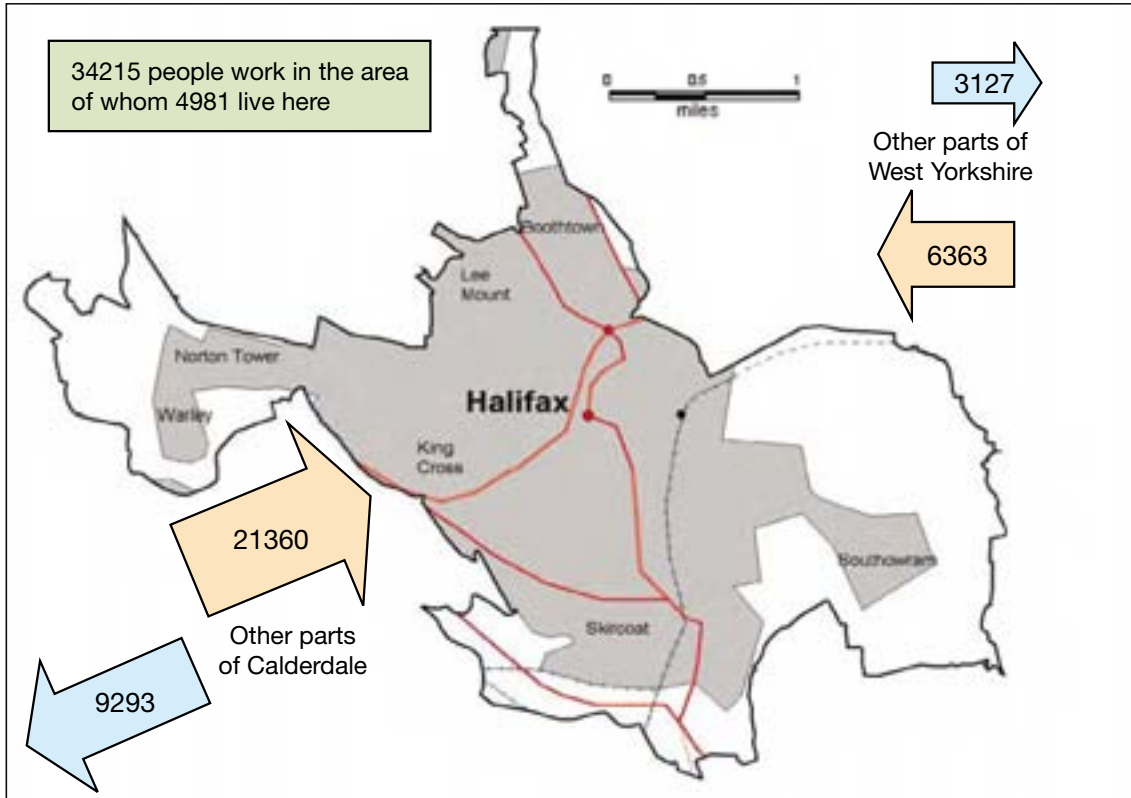 34215 people work in the area
of whom 4981 live here
0 0.5 1
miles
3127
Other parts of
West Yorkshire
6363
Boothtown
Lee
Mount
Norton Tower
Halifax
Warley
King
Cross
21360
Southowram
Skircoat
Other parts
of Calderdale
9293